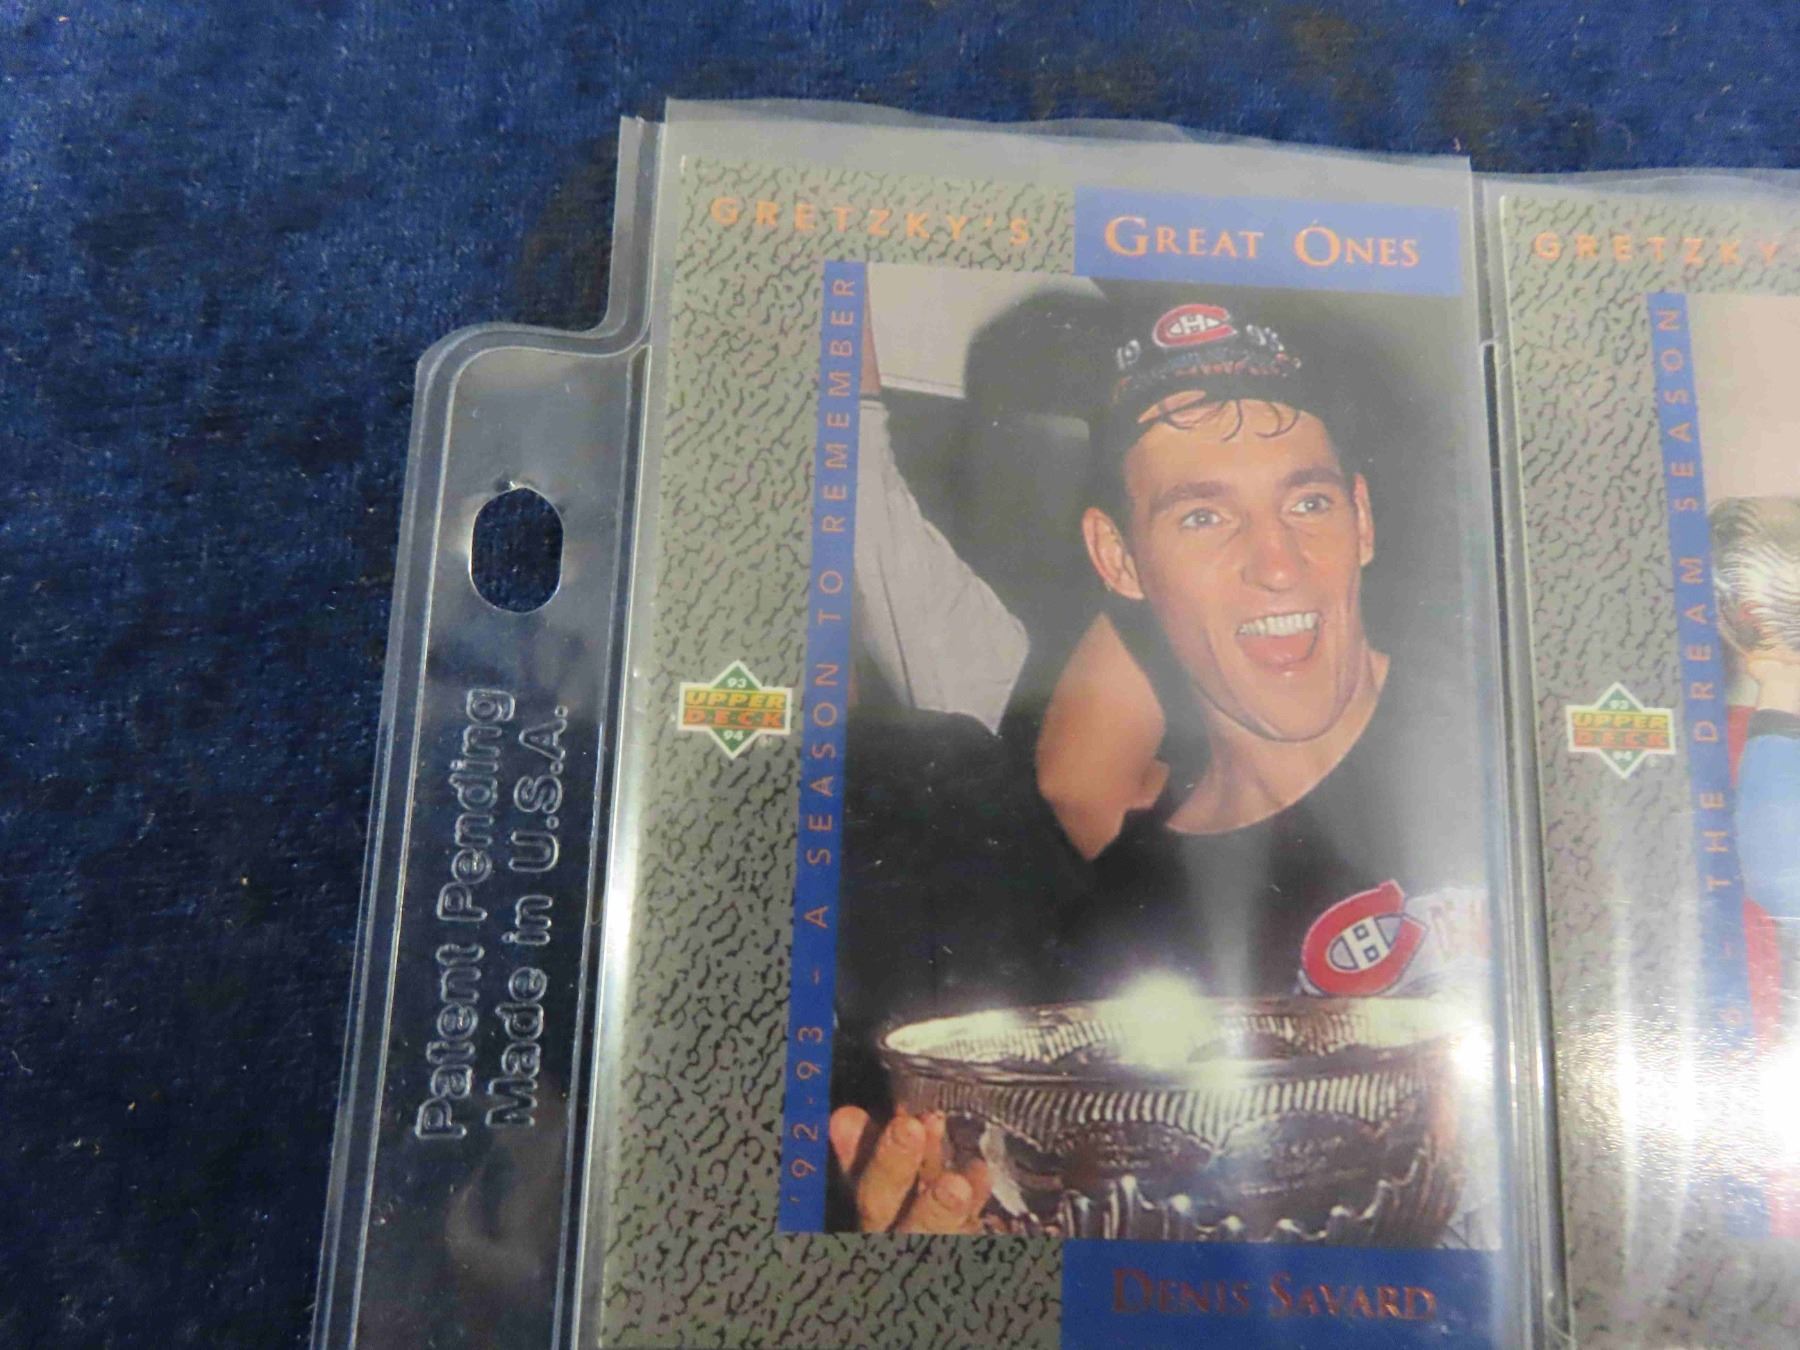 GRETZKY'S
GREAT ONES
'92-93 - A SEASON TO REMEMBER
93
UPPER
DECK
94
DENIS SAVARD
Patent Pending
Made in U.S.A.
GRETZKY
THE DREAM SEASON
93
UPPER
DECK
94